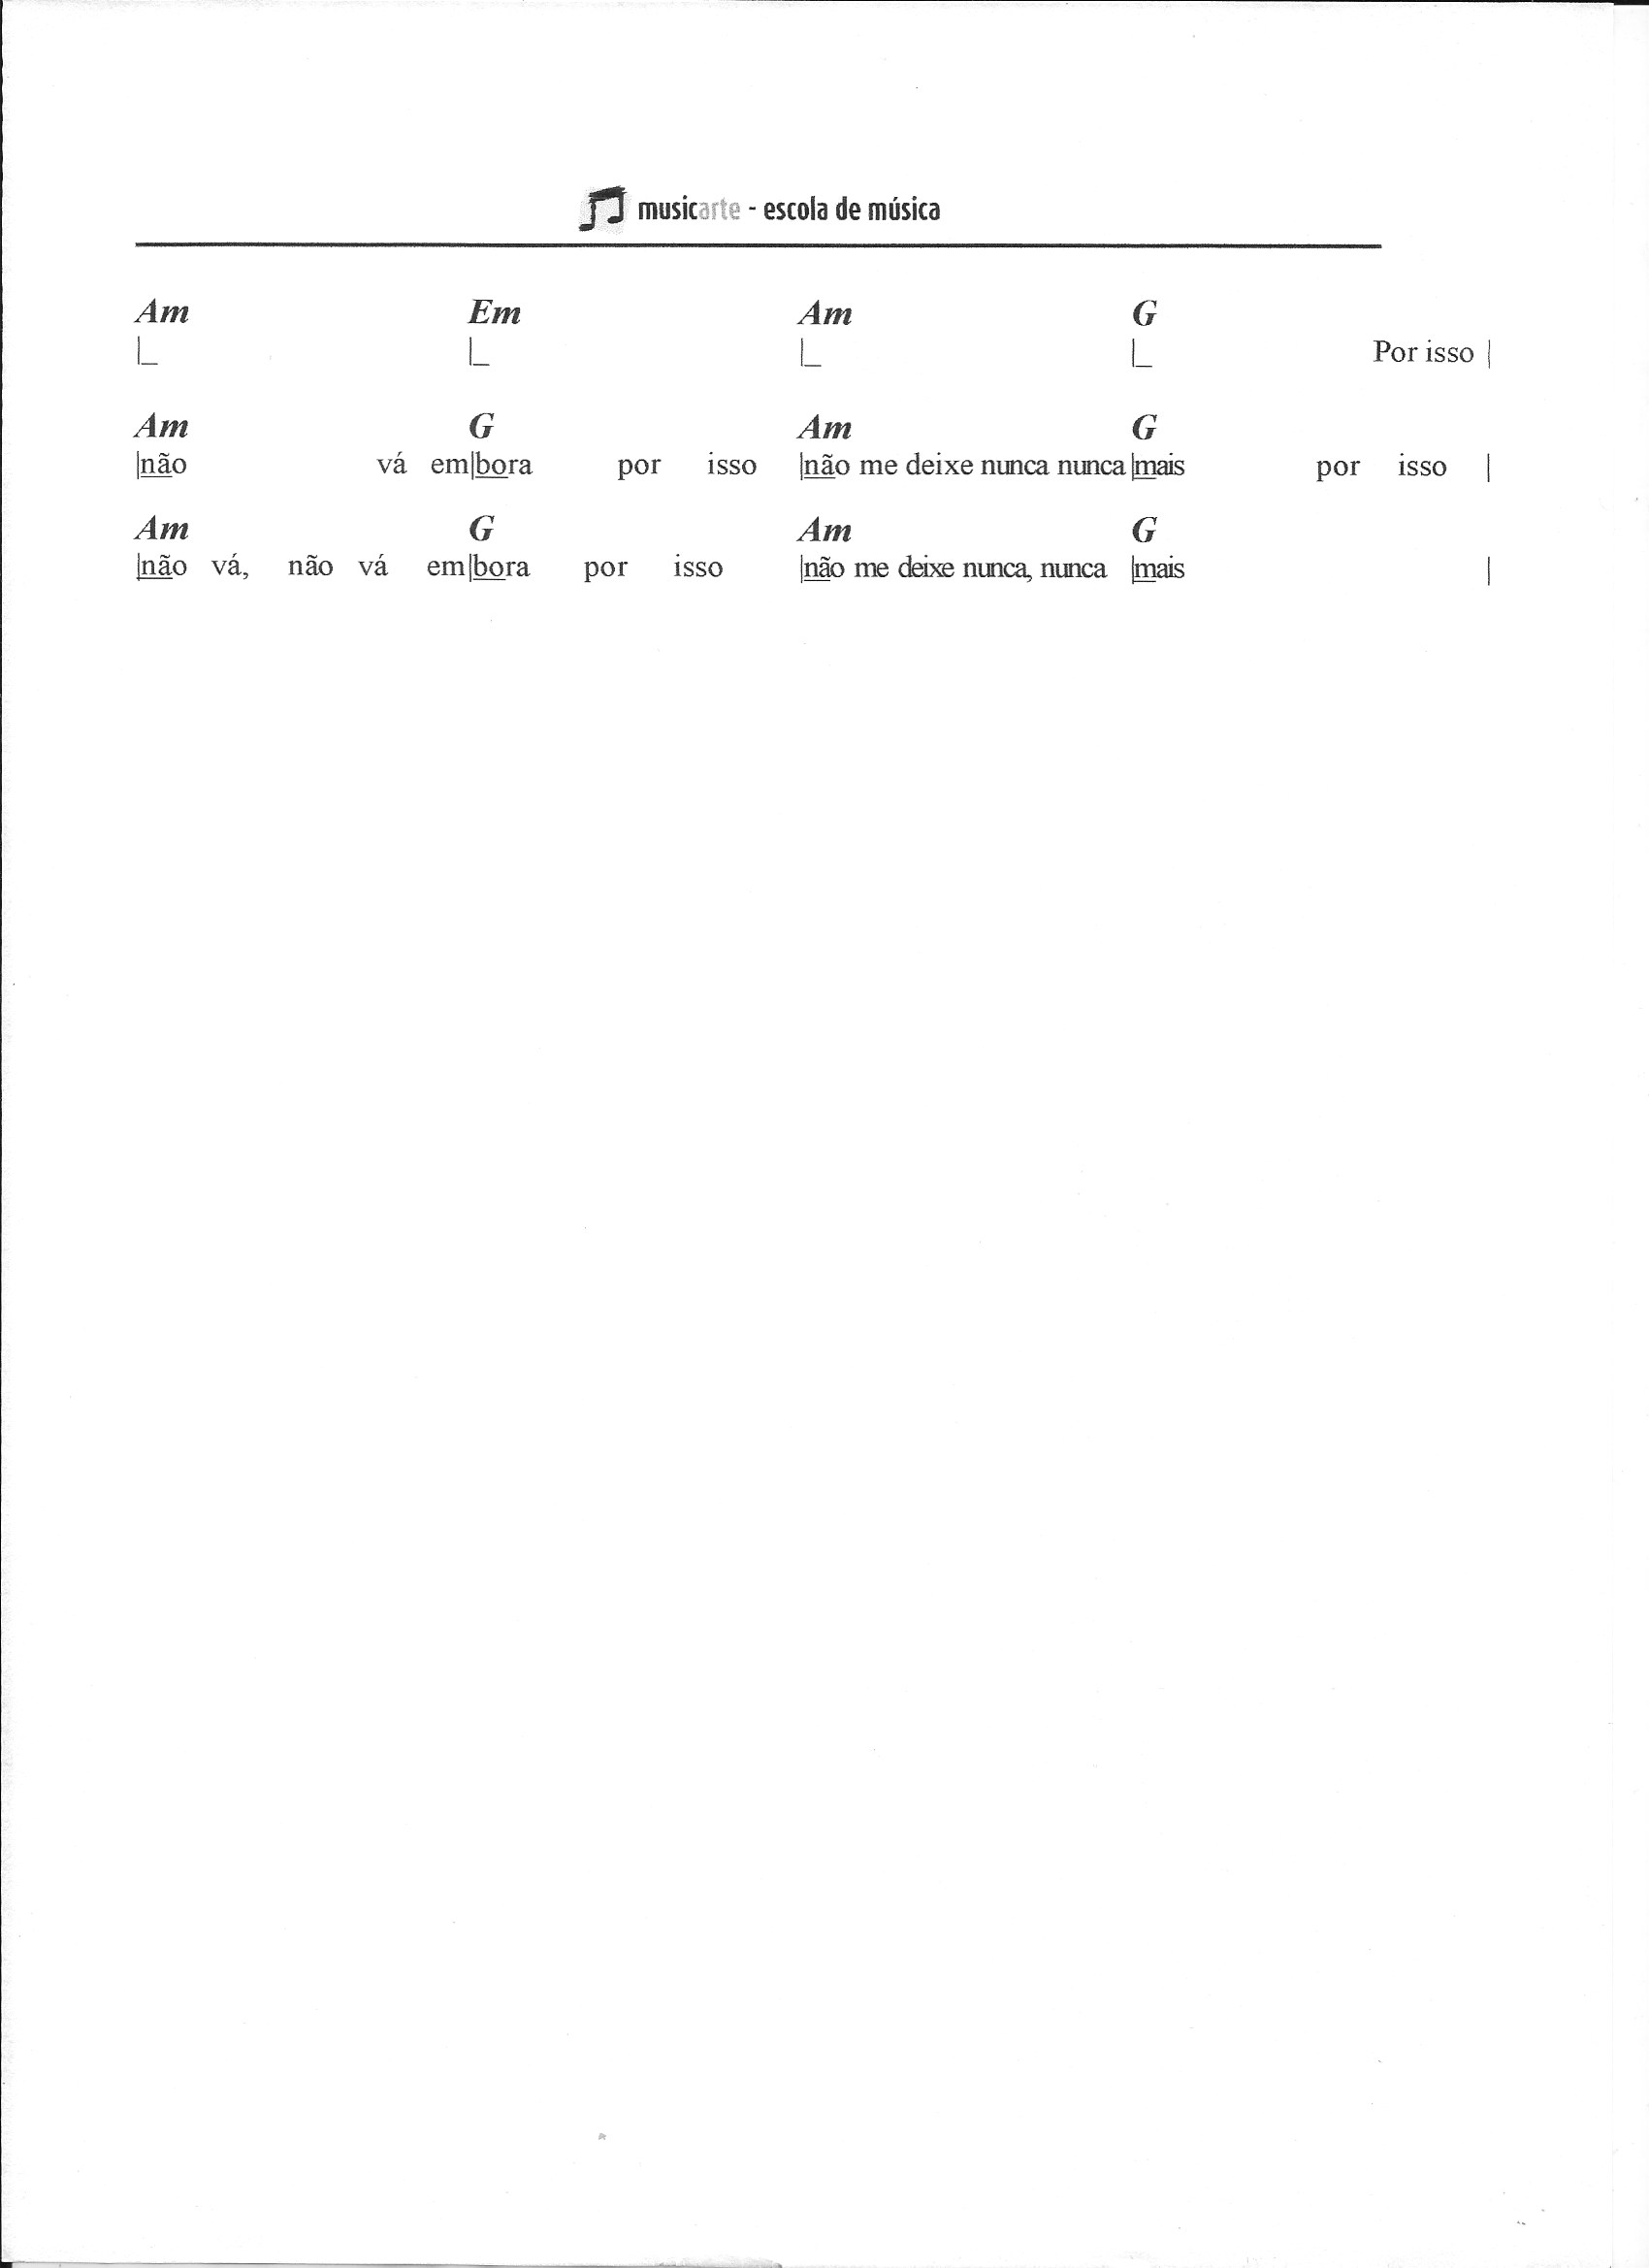 musicarte - escola de música
Am Em Am G
|_ |_ |_ |_ Por isso |
Am G Am G
|não vá em|bora por isso |não me deixe nunca nunca |mais por isso |
Am G Am G
|não vá, não vá em|bora por isso |não me deixe nunca, nunca |mais |